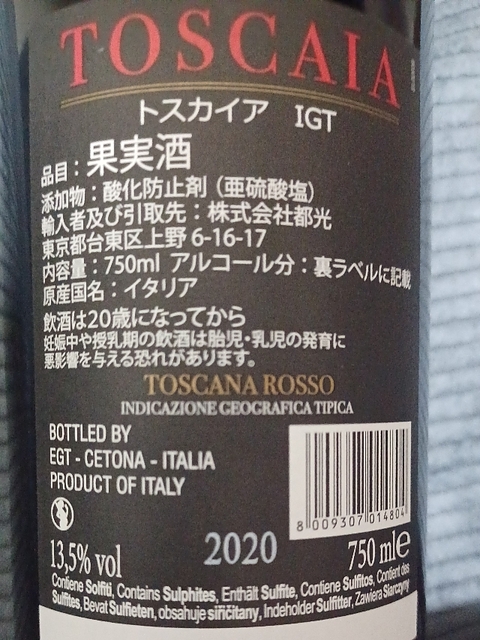 TOSCAIA
トスカイア IGT
品目：果実酒
添加物：酸化防止剤（亜硫酸塩）
輸入者及び引取先：株式会社都光
東京都台東区上野 6-16-17
内容量：750ml アルコール分：裏ラベルに記載
原産国名：イタリア
飲酒は20歳になってから
妊娠中や授乳期の飲酒は胎児・乳児の発育に
悪影響を与える恐れがあります。
TOSCANA ROSSO
INDICAZIONE GEOGRAFICA TIPICA
BOTTLED BY
EGT - CETONA - ITALIA
PRODUCT OF ITALY
8 009307 014804
13,5% vol 2020 750 ml e
Contiene Solfiti, Contains Sulphites, Enthält Sulfite, Contiene Sulfitos, Contient des
Sulfites, Bevat Sulfieten, obsahuje siřičitany, Indeholder Sulfitter, Zawiera Siarczyny